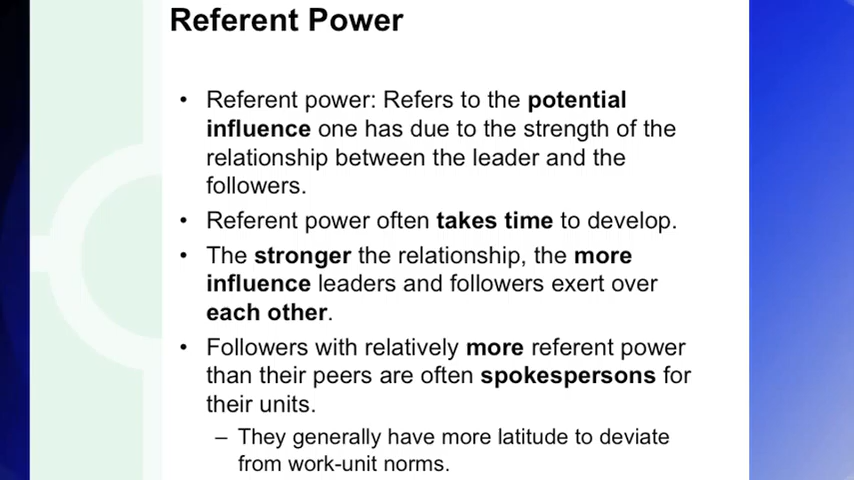 Referent Power
• Referent power: Refers to the potential
influence one has due to the strength of the
relationship between the leader and the
followers.
• Referent power often takes time to develop.
• The stronger the relationship, the more
influence leaders and followers exert over
each other.
• Followers with relatively more referent power
than their peers are often spokespersons for
their units.
– They generally have more latitude to deviate
from work-unit norms.